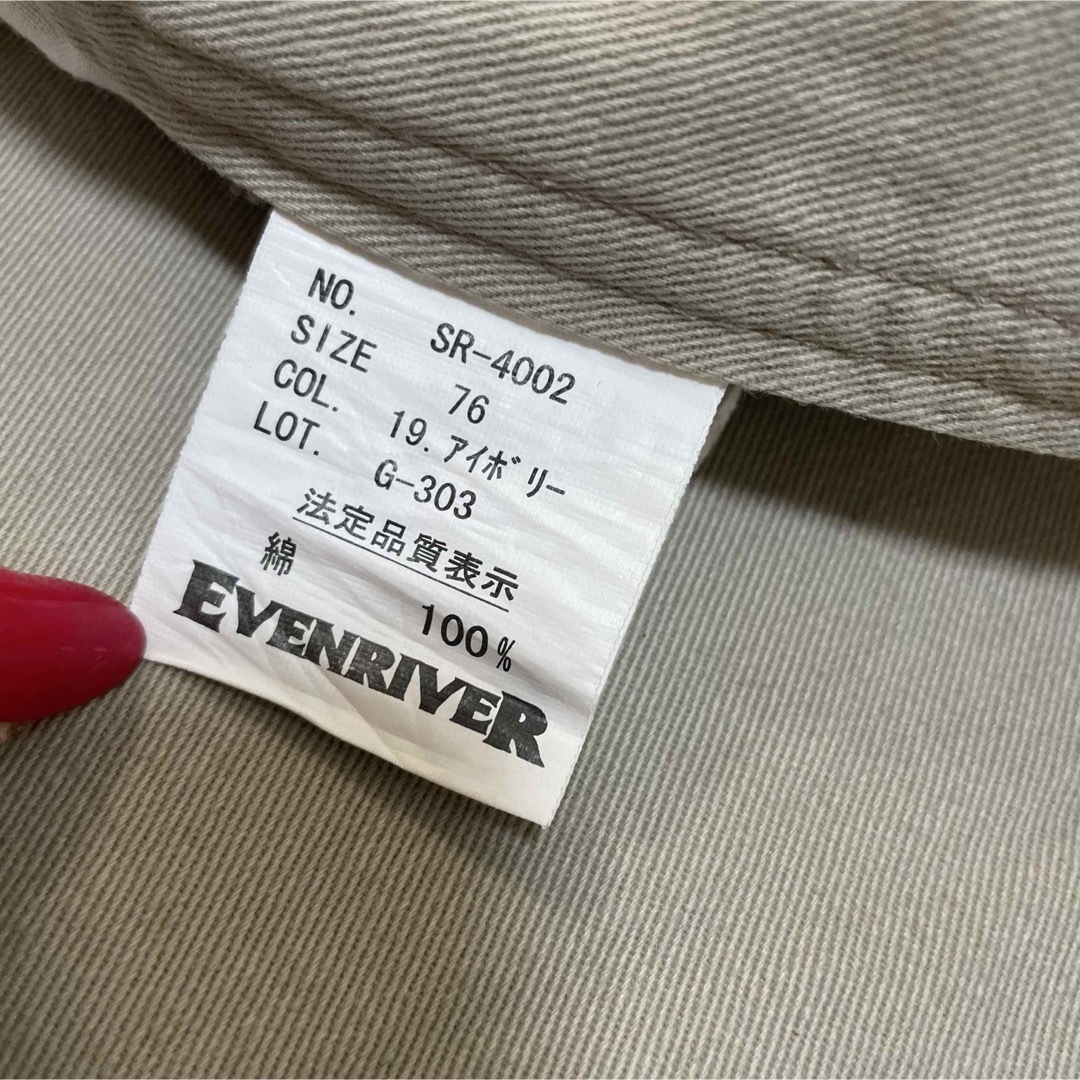 NO. SR-4002
SIZE 76
COL. 19.アイボリー
LOT. G-303
法定品質表示
綿 100%
EVENRIVER